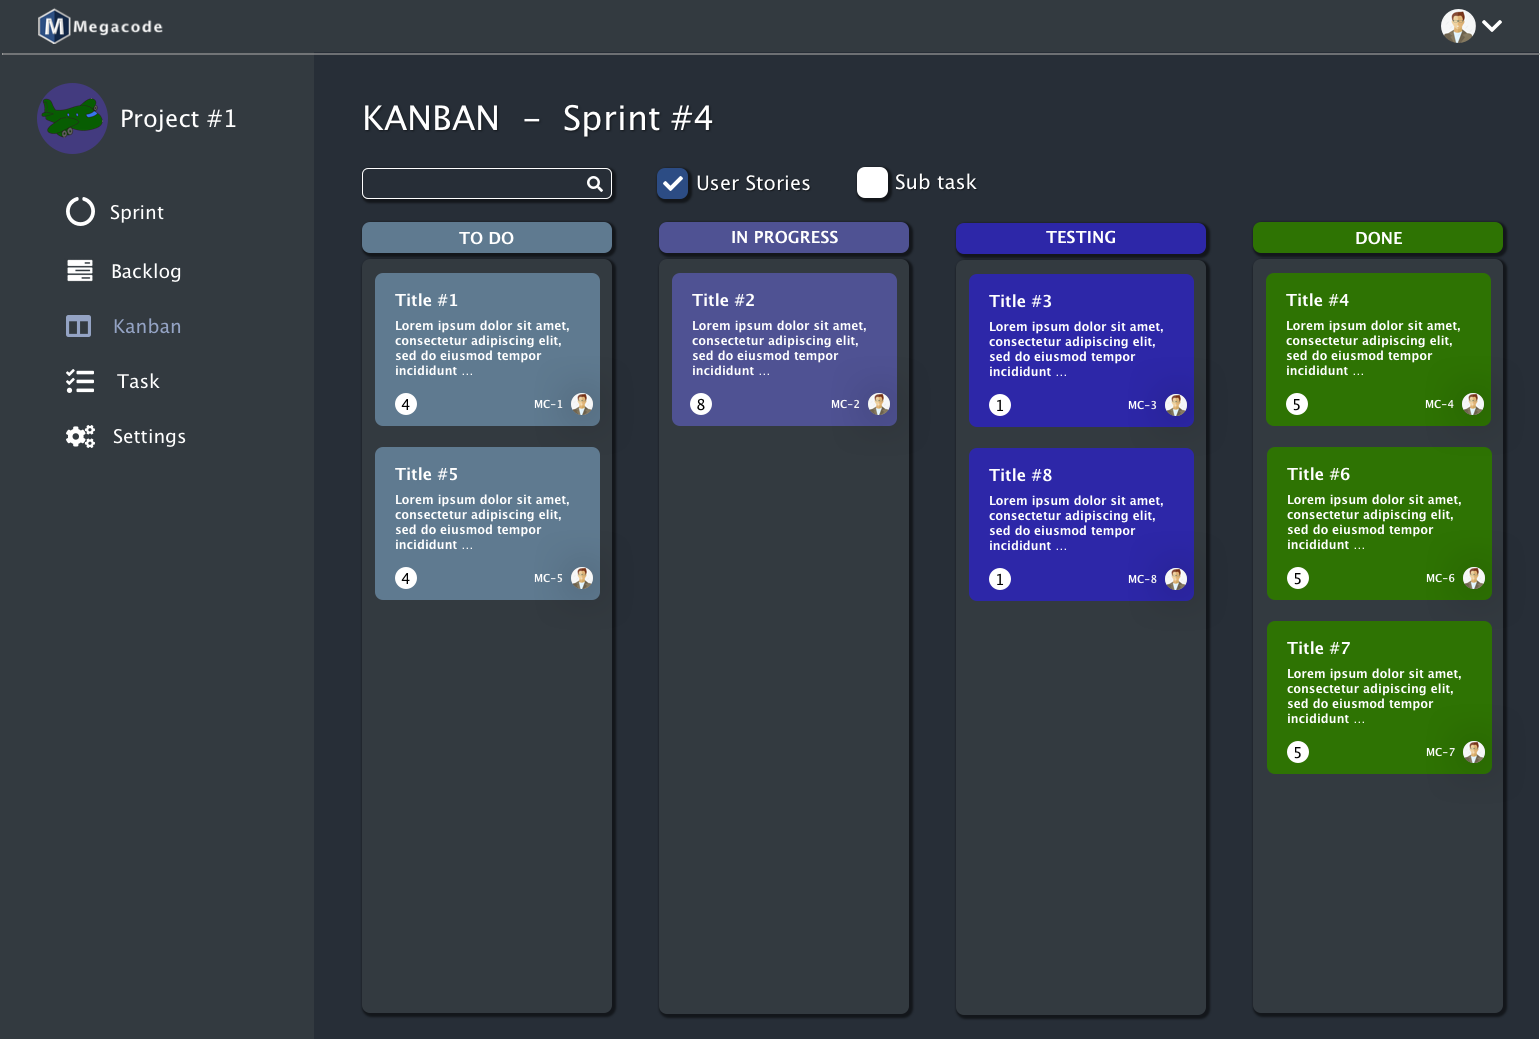 M Megacode
Project #1
Sprint
Backlog
Kanban
Task
Settings
KANBAN - Sprint #4
User Stories
Sub task
TO DO
Title #1
Lorem ipsum dolor sit amet,
consectetur adipiscing elit,
sed do eiusmod tempor
incididunt ...
4
MC-1
Title #5
Lorem ipsum dolor sit amet,
consectetur adipiscing elit,
sed do eiusmod tempor
incididunt ...
4
MC-5
IN PROGRESS
Title #2
Lorem ipsum dolor sit amet,
consectetur adipiscing elit,
sed do eiusmod tempor
incididunt ...
8
MC-2
TESTING
Title #3
Lorem ipsum dolor sit amet,
consectetur adipiscing elit,
sed do eiusmod tempor
incididunt ...
1
MC-3
Title #8
Lorem ipsum dolor sit amet,
consectetur adipiscing elit,
sed do eiusmod tempor
incididunt ...
1
MC-8
DONE
Title #4
Lorem ipsum dolor sit amet,
consectetur adipiscing elit,
sed do eiusmod tempor
incididunt ...
5
MC-4
Title #6
Lorem ipsum dolor sit amet,
consectetur adipiscing elit,
sed do eiusmod tempor
incididunt ...
5
MC-6
Title #7
Lorem ipsum dolor sit amet,
consectetur adipiscing elit,
sed do eiusmod tempor
incididunt ...
5
MC-7